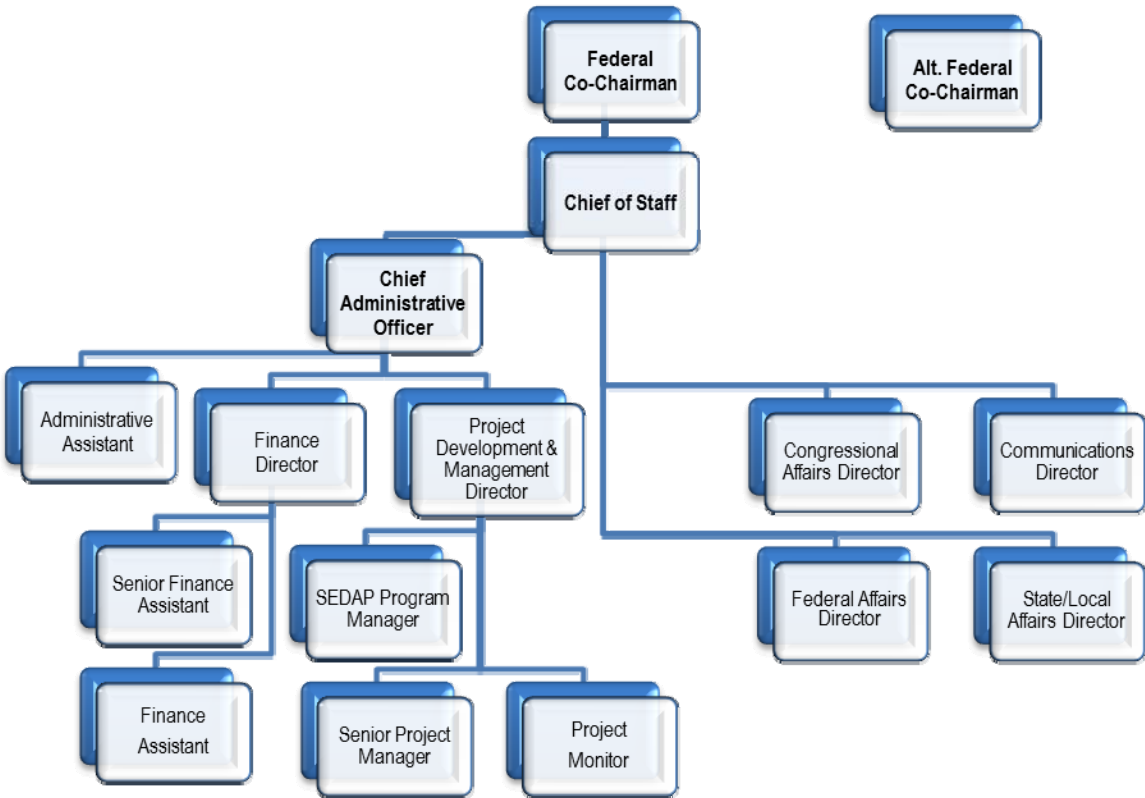 Federal
Co-Chairman
Alt. Federal
Co-Chairman
Chief of Staff
Chief
Administrative
Officer
Administrative
Assistant
Finance
Director
Project
Development &
Management
Director
Congressional
Affairs Director
Communications
Director
Senior Finance
Assistant
SEDAP Program
Manager
Federal Affairs
Director
State/Local
Affairs Director
Finance
Assistant
Senior Project
Manager
Project
Monitor